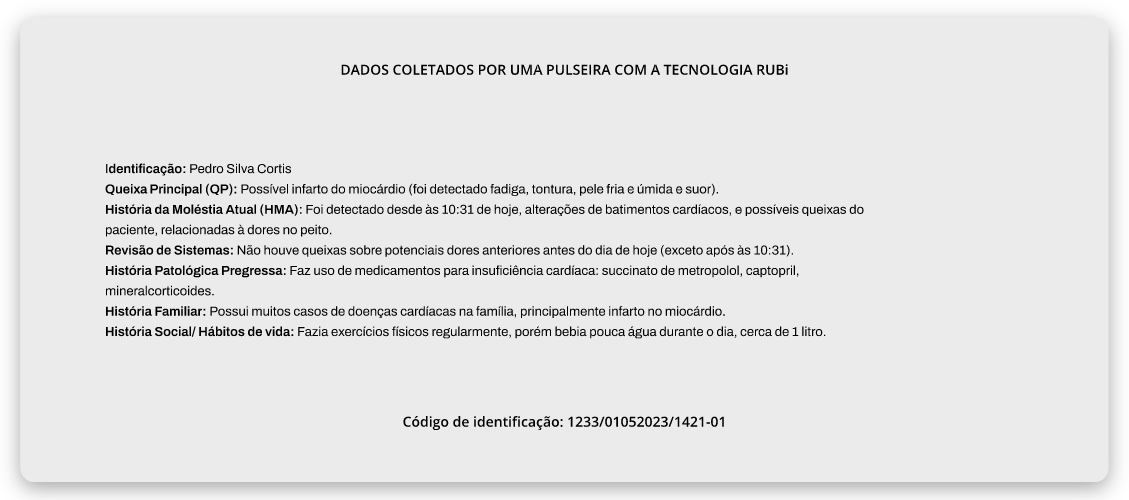 DADOS COLETADOS POR UMA PULSEIRA COM A TECNOLOGIA RUBi
Identificação: Pedro Silva Cortis
Queixa Principal (QP): Possível infarto do miocárdio (foi detectado fadiga, tontura, pele fria e úmida e suor).
História da Moléstia Atual (HMA): Foi detectado desde às 10:31 de hoje, alterações de batimentos cardíacos, e possíveis queixas do
paciente, relacionadas à dores no peito.
Revisão de Sistemas: Não houve queixas sobre potenciais dores anteriores antes do dia de hoje (exceto após às 10:31).
História Patológica Pregressa: Faz uso de medicamentos para insuficiência cardíaca: succinato de metropolol, captopril,
mineralcorticoides.
História Familiar: Possui muitos casos de doenças cardíacas na família, principalmente infarto no miocárdio.
História Social/ Hábitos de vida: Fazia exercícios físicos regularmente, porém bebia pouca água durante o dia, cerca de 1 litro.
Código de identificação: 1233/01052023/1421-01